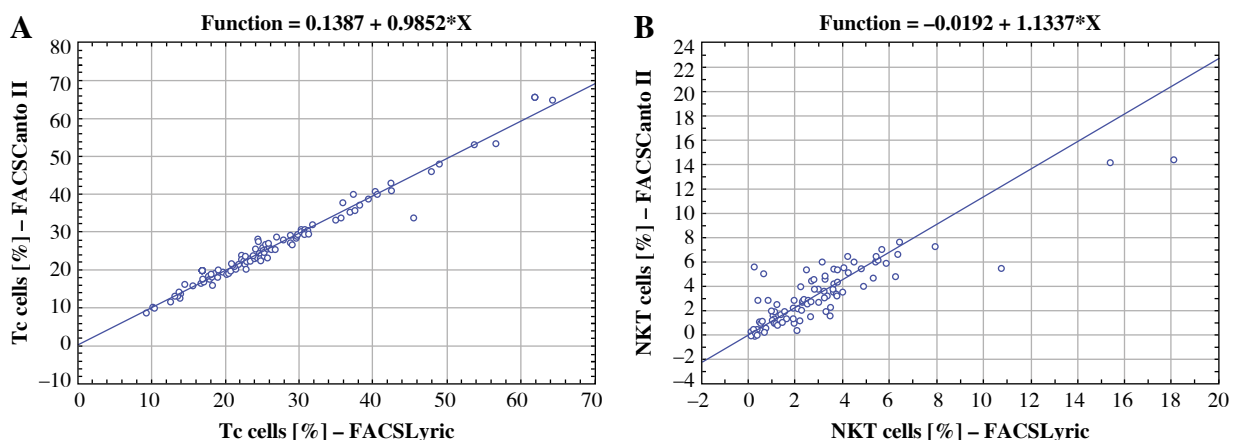 A
Function = 0.1387 + 0.9852*X
80
70
60
50
40
30
20
10
0
–10
Tc cells [%] – FACSCanto II
0 10 20 30 40 50 60 70
Tc cells [%] – FACSLyric
B
Function = –0.0192 + 1.1337*X
24
22
20
18
16
14
12
10
8
6
4
2
0
–2
–4
NKT cells [%] – FACSCanto II
–2 0 2 4 6 8 10 12 14 16 18 20
NKT cells [%] – FACSLyric